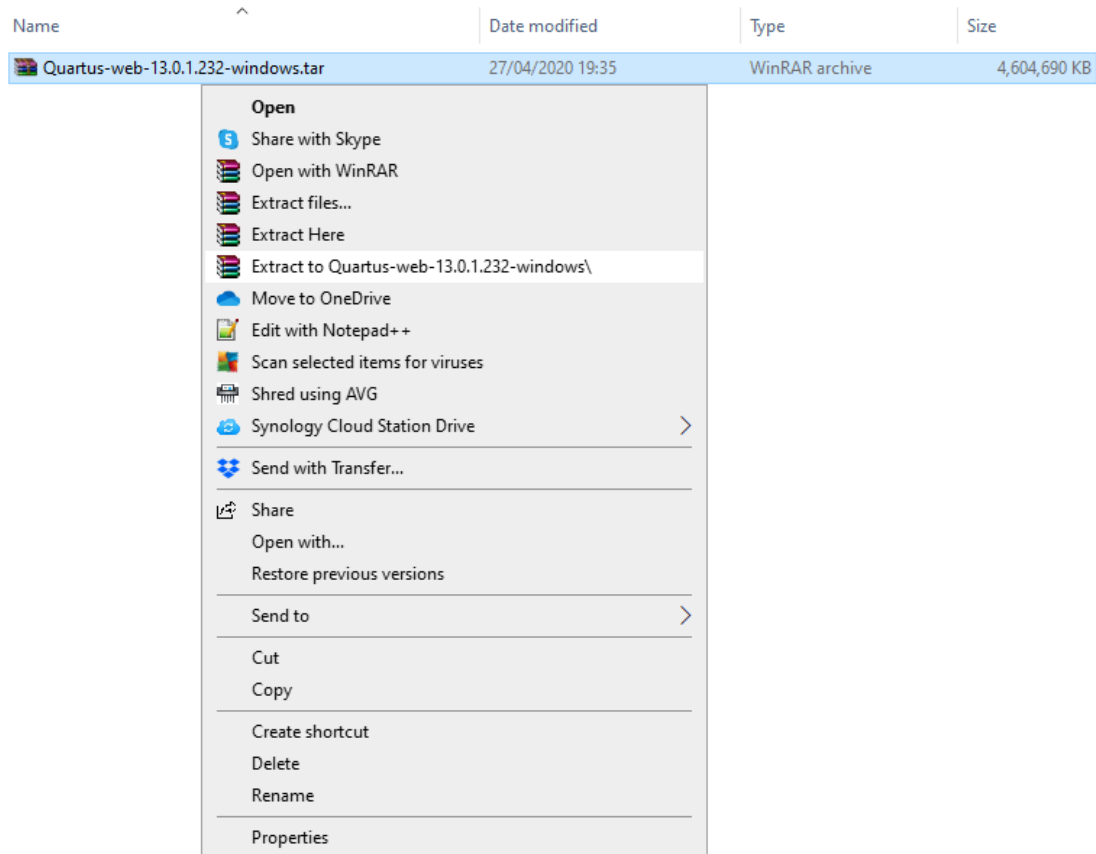 Name Date modified Type Size
Quartus-web-13.0.1.232-windows.tar 27/04/2020 19:35 WinRAR archive 4,604,690 KB
Open
Share with Skype
Open with WinRAR
Extract files...
Extract Here
Extract to Quartus-web-13.0.1.232-windows\
Move to OneDrive
Edit with Notepad++
Scan selected items for viruses
Shred using AVG
Synology Cloud Station Drive
Send with Transfer...
Share
Open with...
Restore previous versions
Send to
Cut
Copy
Create shortcut
Delete
Rename
Properties